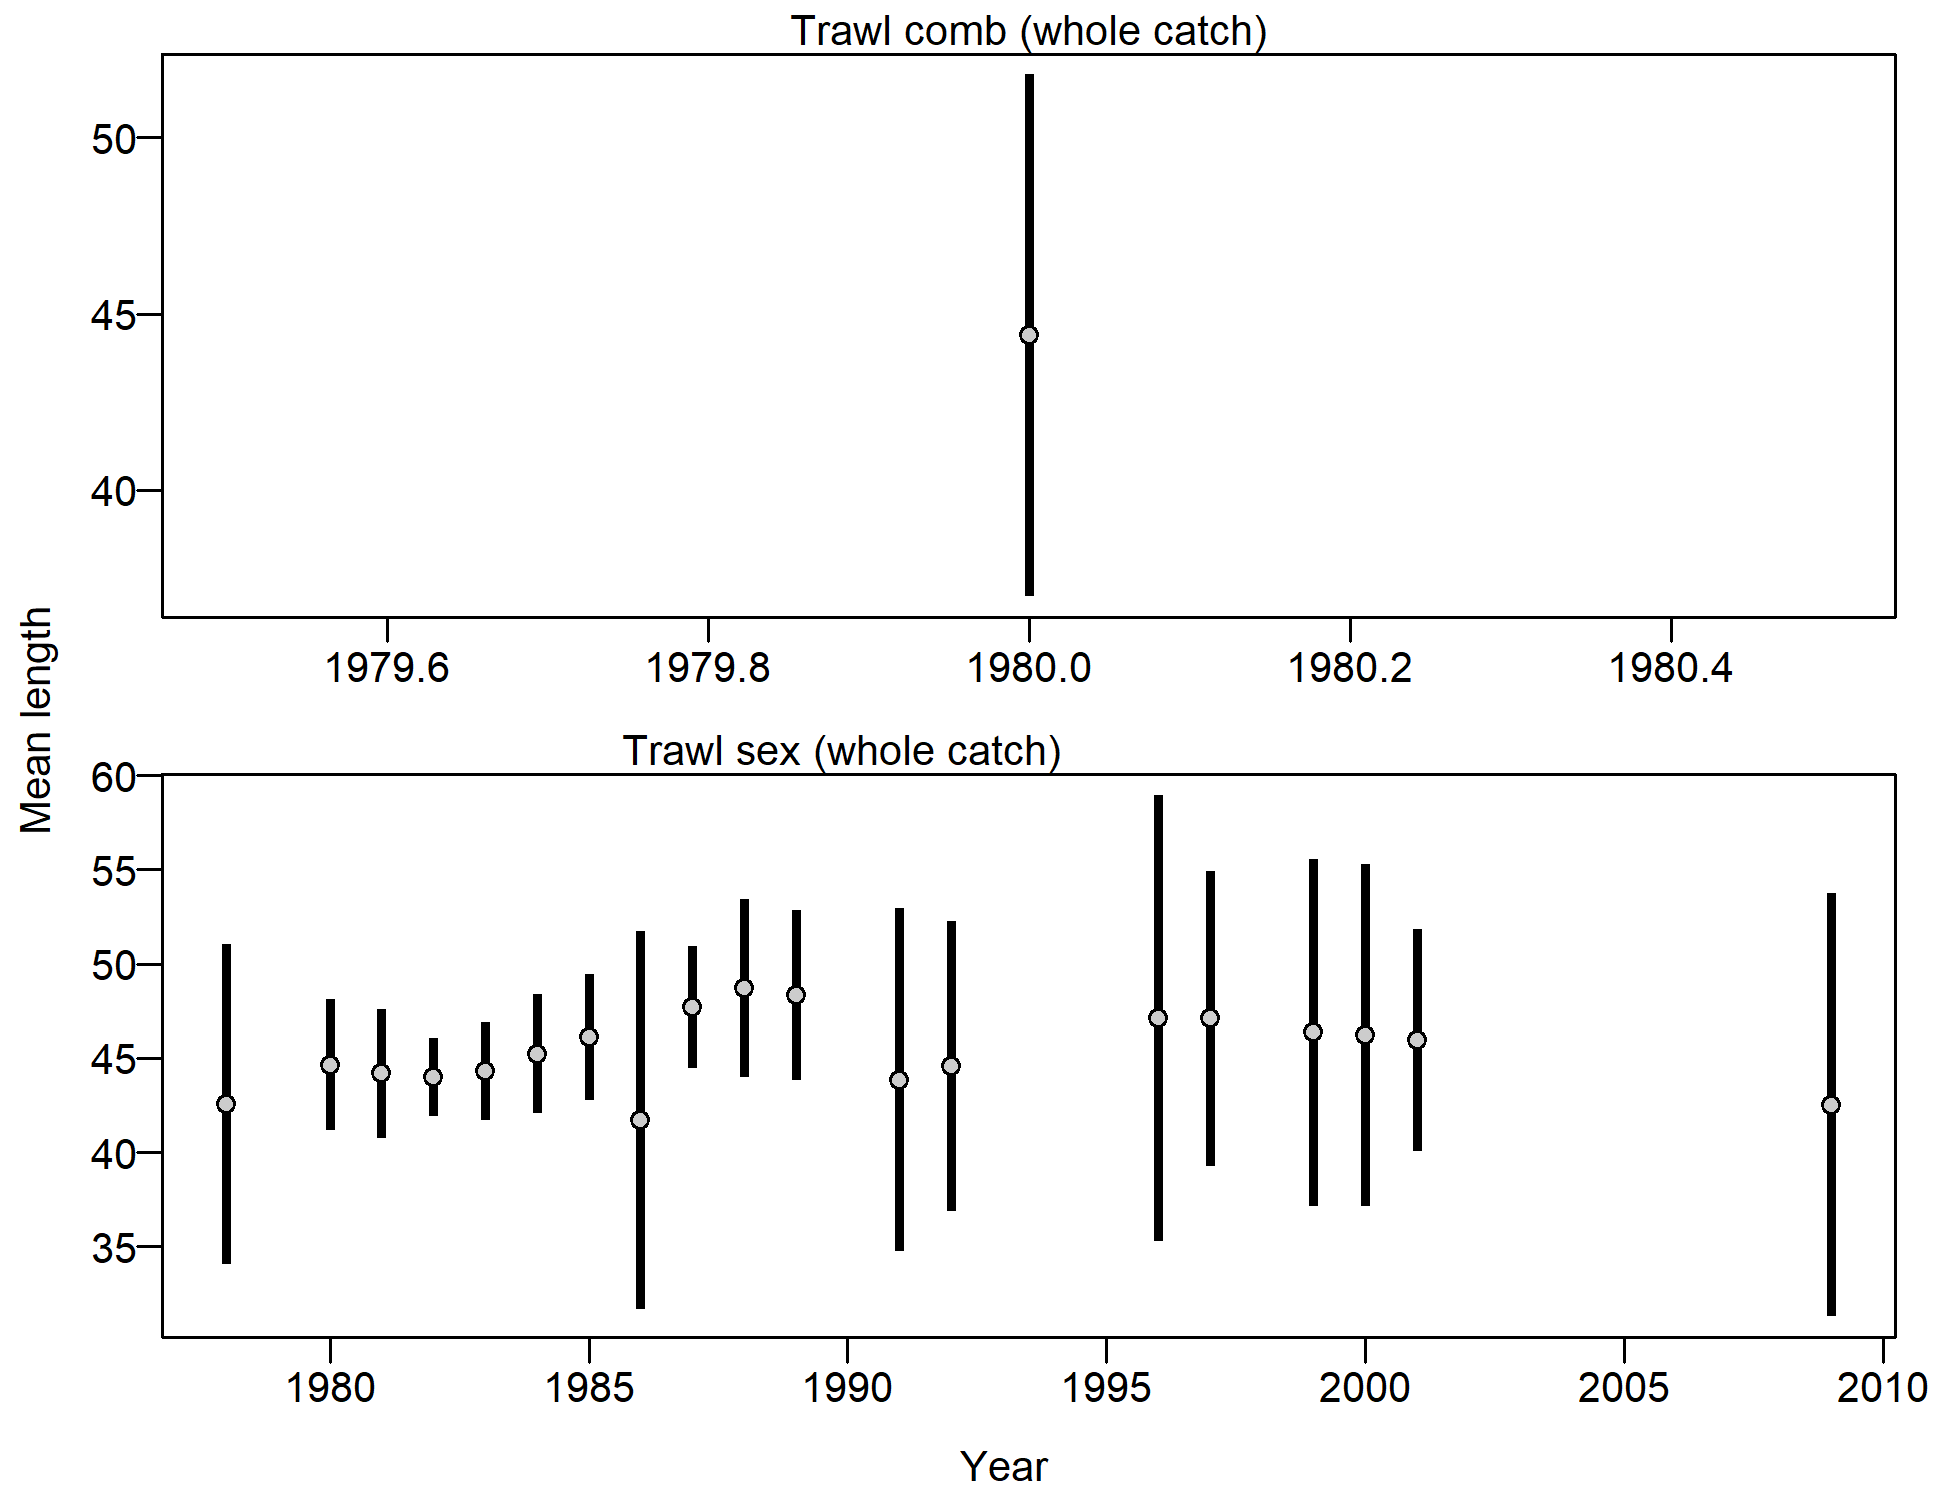 Trawl comb (whole catch)
50
45
40
1979.6 1979.8 1980.0 1980.2 1980.4
Mean length
Trawl sex (whole catch)
60
55
50
45
40
35
1980 1985 1990 1995 2000 2005 2010
Year